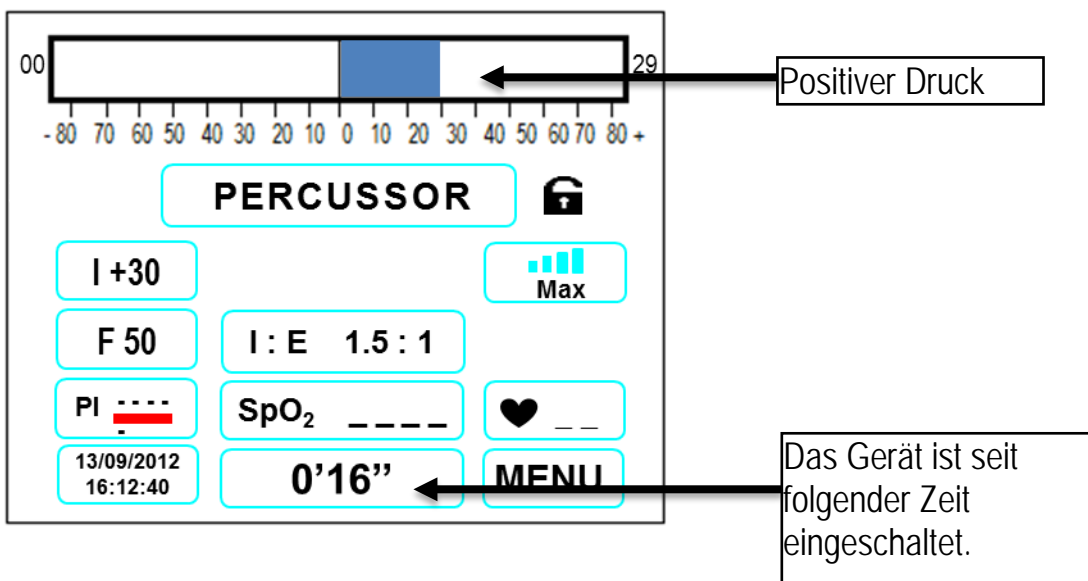 00
29
Positiver Druck
- 80 70 60 50 40 30 20 10 0 10 20 30 40 50 60 70 80 +
PERCUSSOR
I +30
Max
F 50
I : E 1.5 : 1
PI - - - - -
SpO₂ _ _ _ _
_ _
13/09/2012
16:12:40
0’16’’
MENU
Das Gerät ist seit
folgender Zeit
eingeschaltet.